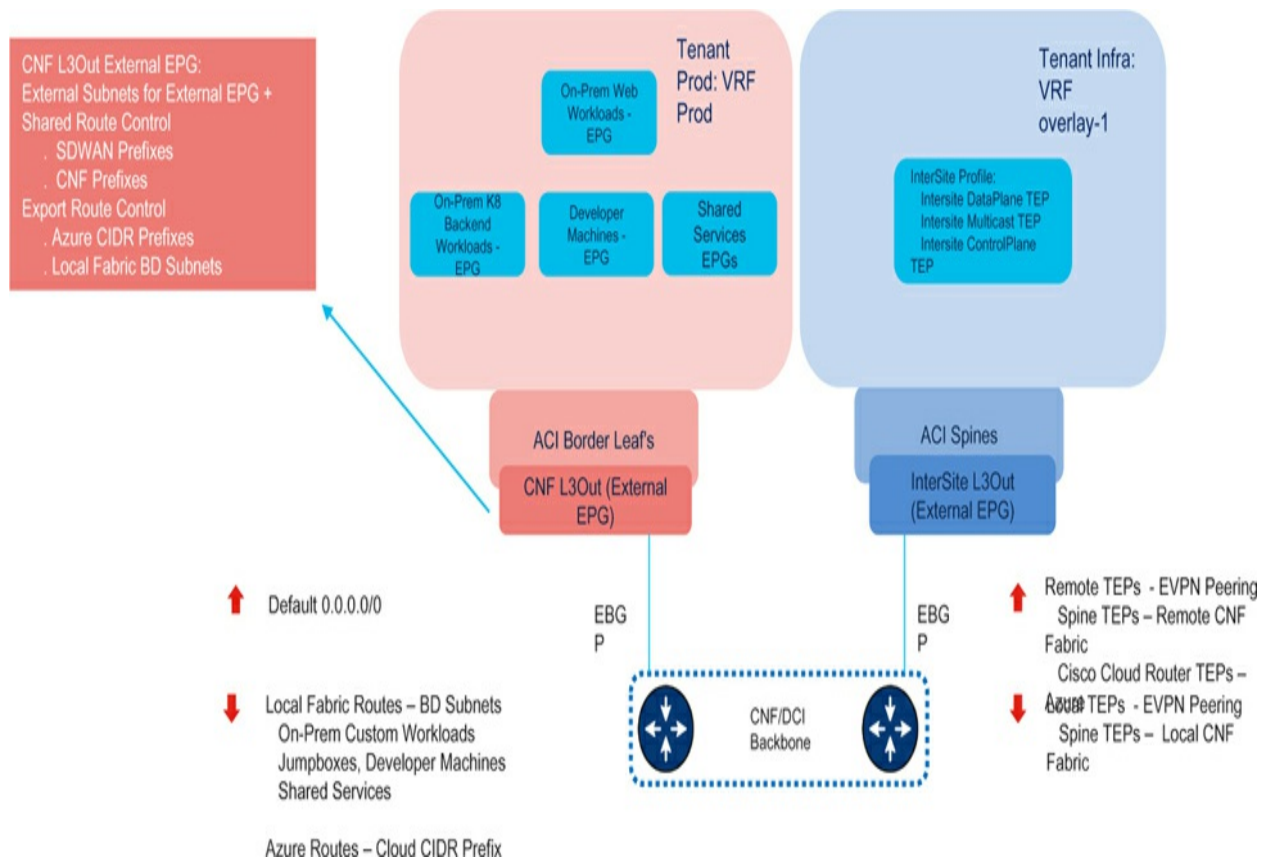 CNF L3Out External EPG:
External Subnets for External EPG +
Shared Route Control
. SDWAN Prefixes
. CNF Prefixes
Export Route Control
. Azure CIDR Prefixes
. Local Fabric BD Subnets
Tenant
Prod: VRF
Prod
On-Prem Web
Workloads -
EPG
On-Prem K8
Backend
Workloads -
EPG
Developer
Machines -
EPG
Shared
Services
EPGs
Tenant Infra:
VRF
overlay-1
InterSite Profile:
Intersite DataPlane TEP
Intersite Multicast TEP
Intersite ControlPlane
TEP
ACI Border Leaf's
CNF L3Out (External
EPG)
ACI Spines
InterSite L3Out
(External EPG)
Default 0.0.0.0/0
EBG
P
EBG
P
Remote TEPs - EVPN Peering
Spine TEPs – Remote CNF
Fabric
Cisco Cloud Router TEPs –
Azure
Local TEPs - EVPN Peering
Spine TEPs – Local CNF
Fabric
Local Fabric Routes – BD Subnets
On-Prem Custom Workloads
Jumpboxes, Developer Machines
Shared Services
Azure Routes – Cloud CIDR Prefix
CNF/DCI
Backbone